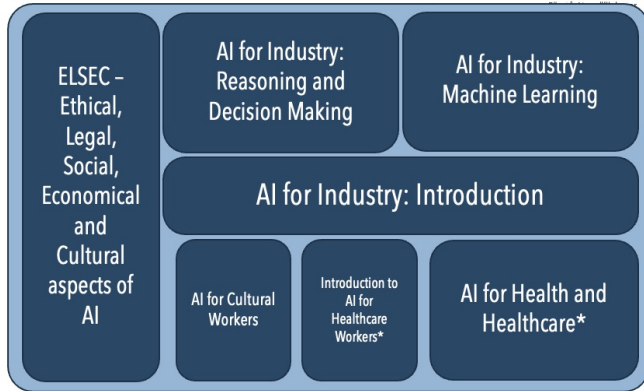 ELSEC –
Ethical,
Legal,
Social,
Economical
and
Cultural
aspects of
AI
AI for Industry:
Reasoning and
Decision Making
AI for Industry:
Machine Learning
AI for Industry: Introduction
AI for Cultural
Workers
Introduction to
AI for
Healthcare
Workers*
AI for Health and
Healthcare*